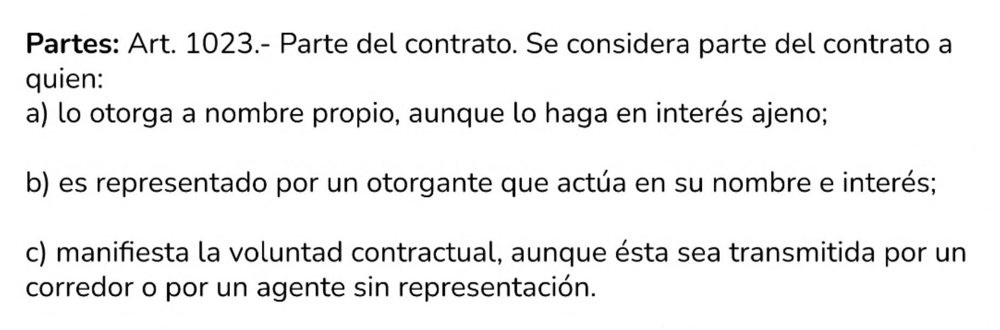 Partes: Art. 1023.- Parte del contrato. Se considera parte del contrato a
quien:
a) lo otorga a nombre propio, aunque lo haga en interés ajeno;
b) es representado por un otorgante que actúa en su nombre e interés;
c) manifiesta la voluntad contractual, aunque ésta sea transmitida por un
corredor o por un agente sin representación.